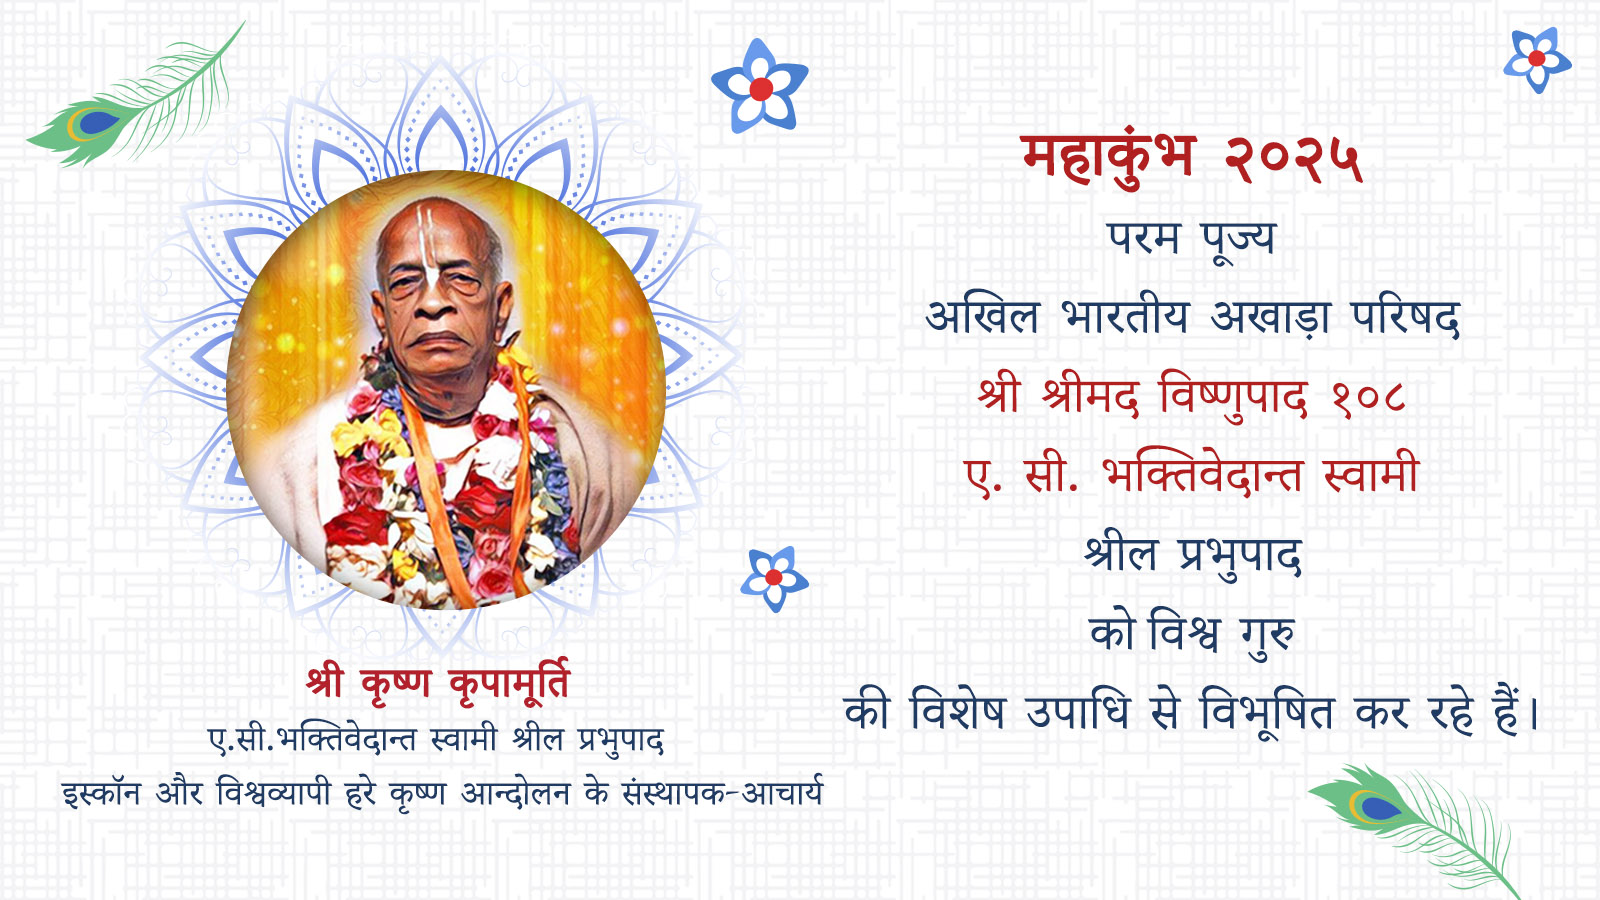 महाकुंभ २०२५
परम पूज्य
अखिल भारतीय अखाड़ा परिषद
श्री श्रीमद विष्णुपाद १०८
ए. सी. भक्तिवेदान्त स्वामी
श्रील प्रभुपाद
को विश्व गुरु
की विशेष उपाधि से विभूषित कर रहे हैं।
श्री कृष्ण कृपामूर्ति
ए.सी.भक्तिवेदान्त स्वामी श्रील प्रभुपाद
इस्कॉन और विश्वव्यापी हरे कृष्ण आन्दोलन के संस्थापक-आचार्य